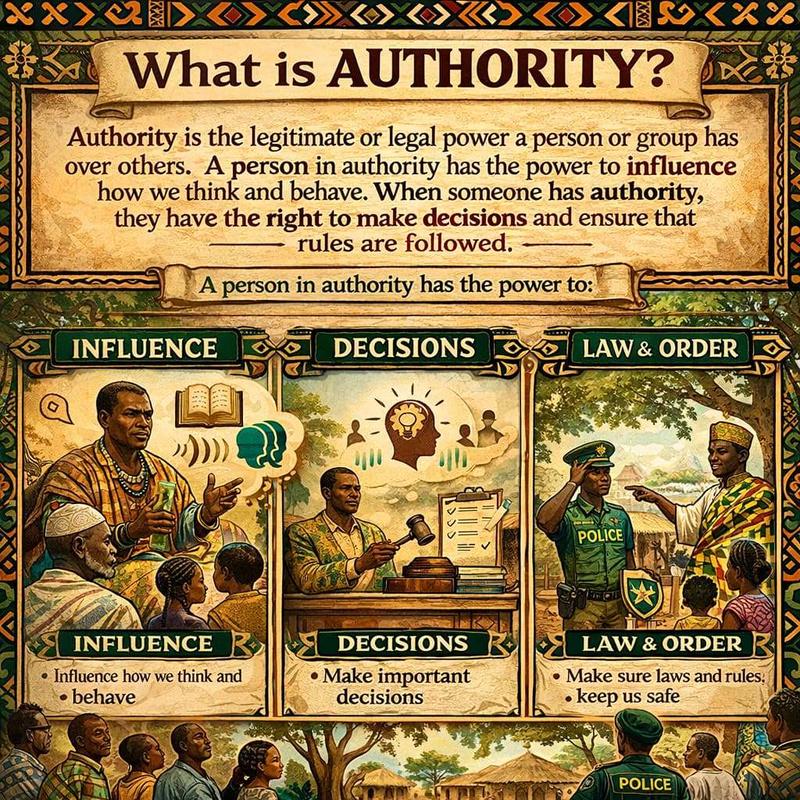 What is AUTHORITY?
Authority is the legitimate or legal power a person or group has
over others. A person in authority has the power to influence
how we think and behave. When someone has authority,
they have the right to make decisions and ensure that
rules are followed.
A person in authority has the power to:
INFLUENCE
INFLUENCE
• Influence how we think and
• behave
DECISIONS
DECISIONS
• Make important
decisions
LAW & ORDER
POLICE
LAW & ORDER
• Make sure laws and rules.
• keep us safe
POLICE